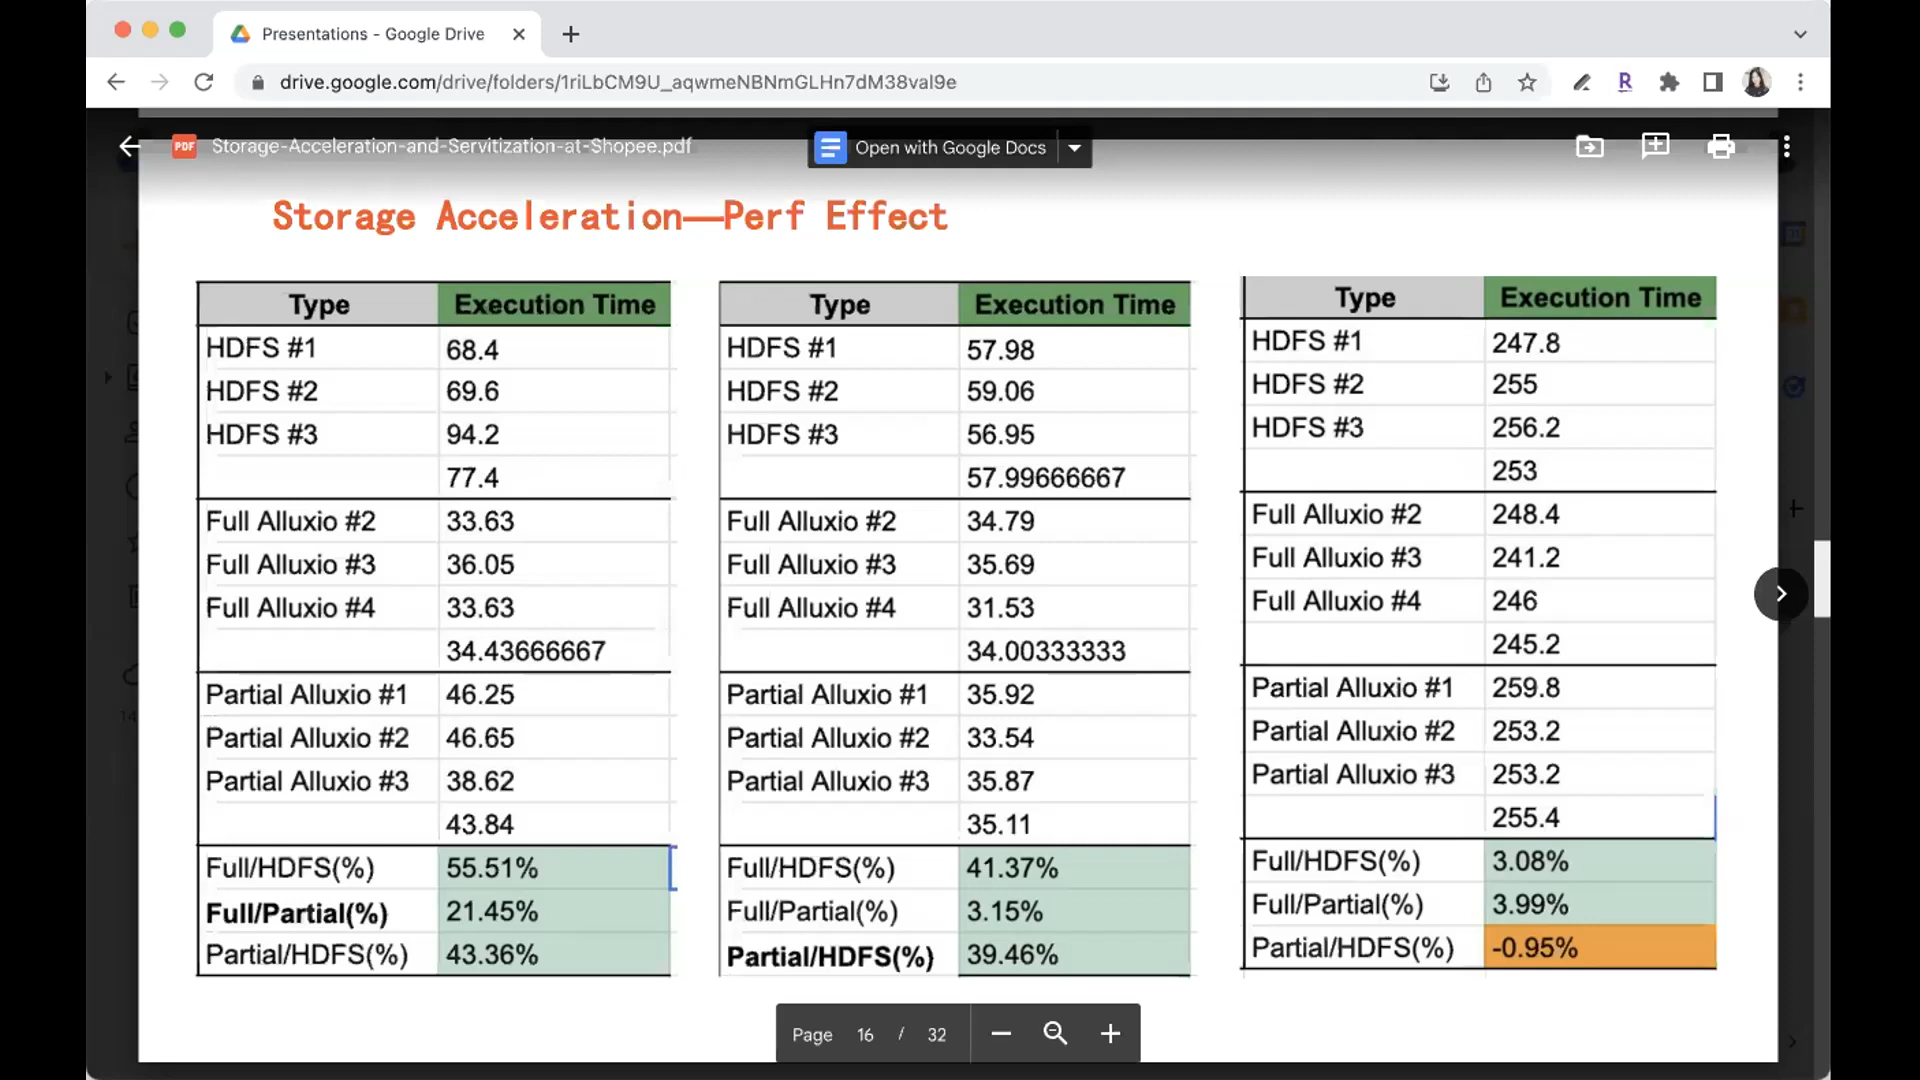 Presentations - Google Drive
drive.google.com/drive/folders/1riLbCM9U_aqwmeNBNmGLHn7dM38val9e
R
PDF Storage-Acceleration-and-Servitization-at-Shopee.pdf
Open with Google Docs
Storage Acceleration—Perf Effect
Type Execution Time
HDFS #1 68.4
HDFS #2 69.6
HDFS #3 94.2
77.4
Full Alluxio #2 33.63
Full Alluxio #3 36.05
Full Alluxio #4 33.63
34.43666667
Partial Alluxio #1 46.25
Partial Alluxio #2 46.65
Partial Alluxio #3 38.62
43.84
Full/HDFS(%) 55.51%
Full/Partial(%) 21.45%
Partial/HDFS(%) 43.36%
Type Execution Time
HDFS #1 57.98
HDFS #2 59.06
HDFS #3 56.95
57.99666667
Full Alluxio #2 34.79
Full Alluxio #3 35.69
Full Alluxio #4 31.53
34.00333333
Partial Alluxio #1 35.92
Partial Alluxio #2 33.54
Partial Alluxio #3 35.87
35.11
Full/HDFS(%) 41.37%
Full/Partial(%) 3.15%
Partial/HDFS(%) 39.46%
Type Execution Time
HDFS #1 247.8
HDFS #2 255
HDFS #3 256.2
253
Full Alluxio #2 248.4
Full Alluxio #3 241.2
Full Alluxio #4 246
245.2
Partial Alluxio #1 259.8
Partial Alluxio #2 253.2
Partial Alluxio #3 253.2
255.4
Full/HDFS(%) 3.08%
Full/Partial(%) 3.99%
Partial/HDFS(%) -0.95%
Page 16 / 32